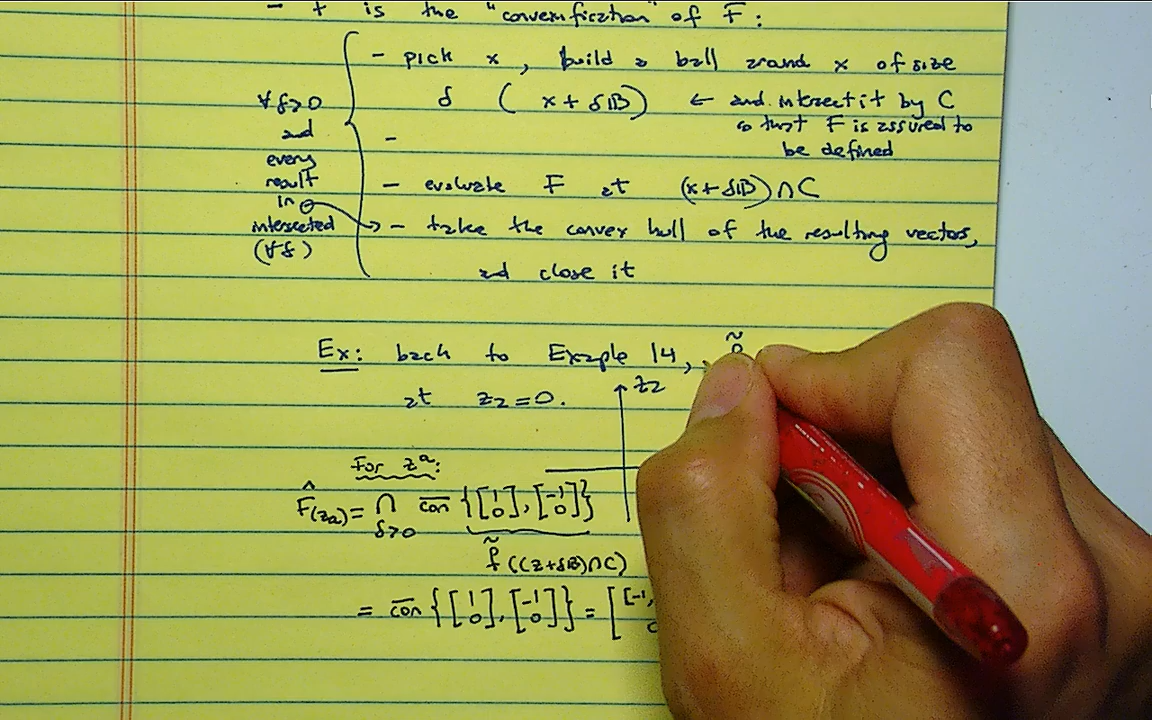 - F is the "convexification" of F̃:
- pick x, build a ball around x of size
∀δ>0 δ ( x + δ𝔹 ) ← and intersect it by C
so that F is assured to
be defined
and
-
every
result
in
intersected
(∀δ)
- evaluate F at (x+δ𝔹)∩C
- take the convex hull of the resulting vectors,
and close it
Ex: back to Example 14,
at z2=0.
z2
For zᵃ:
F̂(za) = ∩ δ>0 c̄o̅n̅ {[1 0], [-1 0]}
f̃((z+δ𝔹)∩C)
= c̄o̅n̅ {[1 0], [-1 0]} = [[-1,